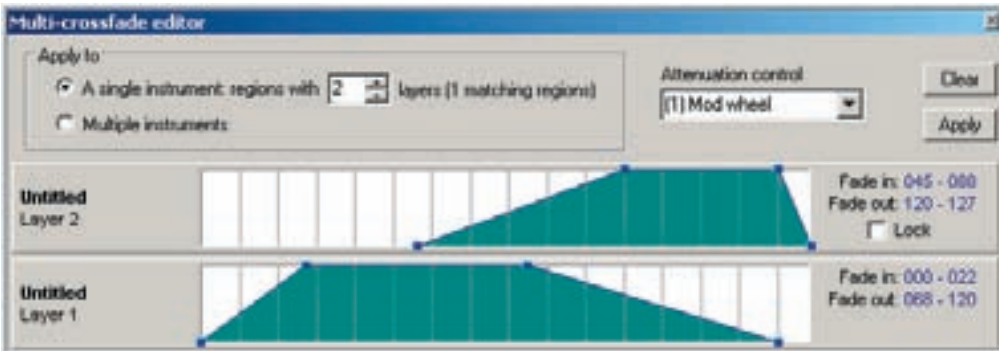 Multi-crossfade editor
Apply to
A single instrument: regions with 2 layers (1 matching regions)
Multiple instruments
Attenuation control
(1) Mod wheel
Clear
Apply
Untitled
Layer 2
Fade in: 045 - 088
Fade out: 120 - 127
Lock
Untitled
Layer 1
Fade in: 000 - 022
Fade out: 068 - 120